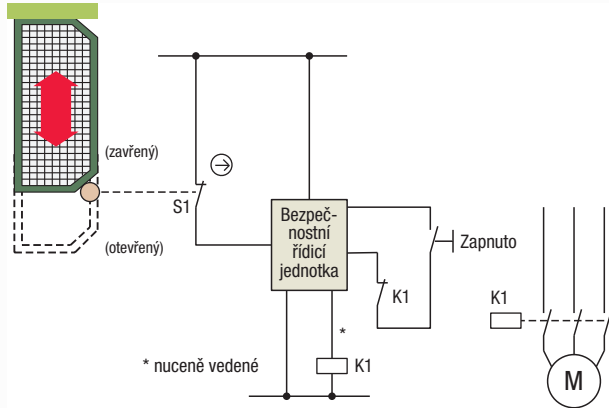 (zavřený)
S1
(otevřený)
Bezpeč-
nostní
řídicí
jednotka
Zapnuto
K1
K1
*
* nuceně vedené
K1
M